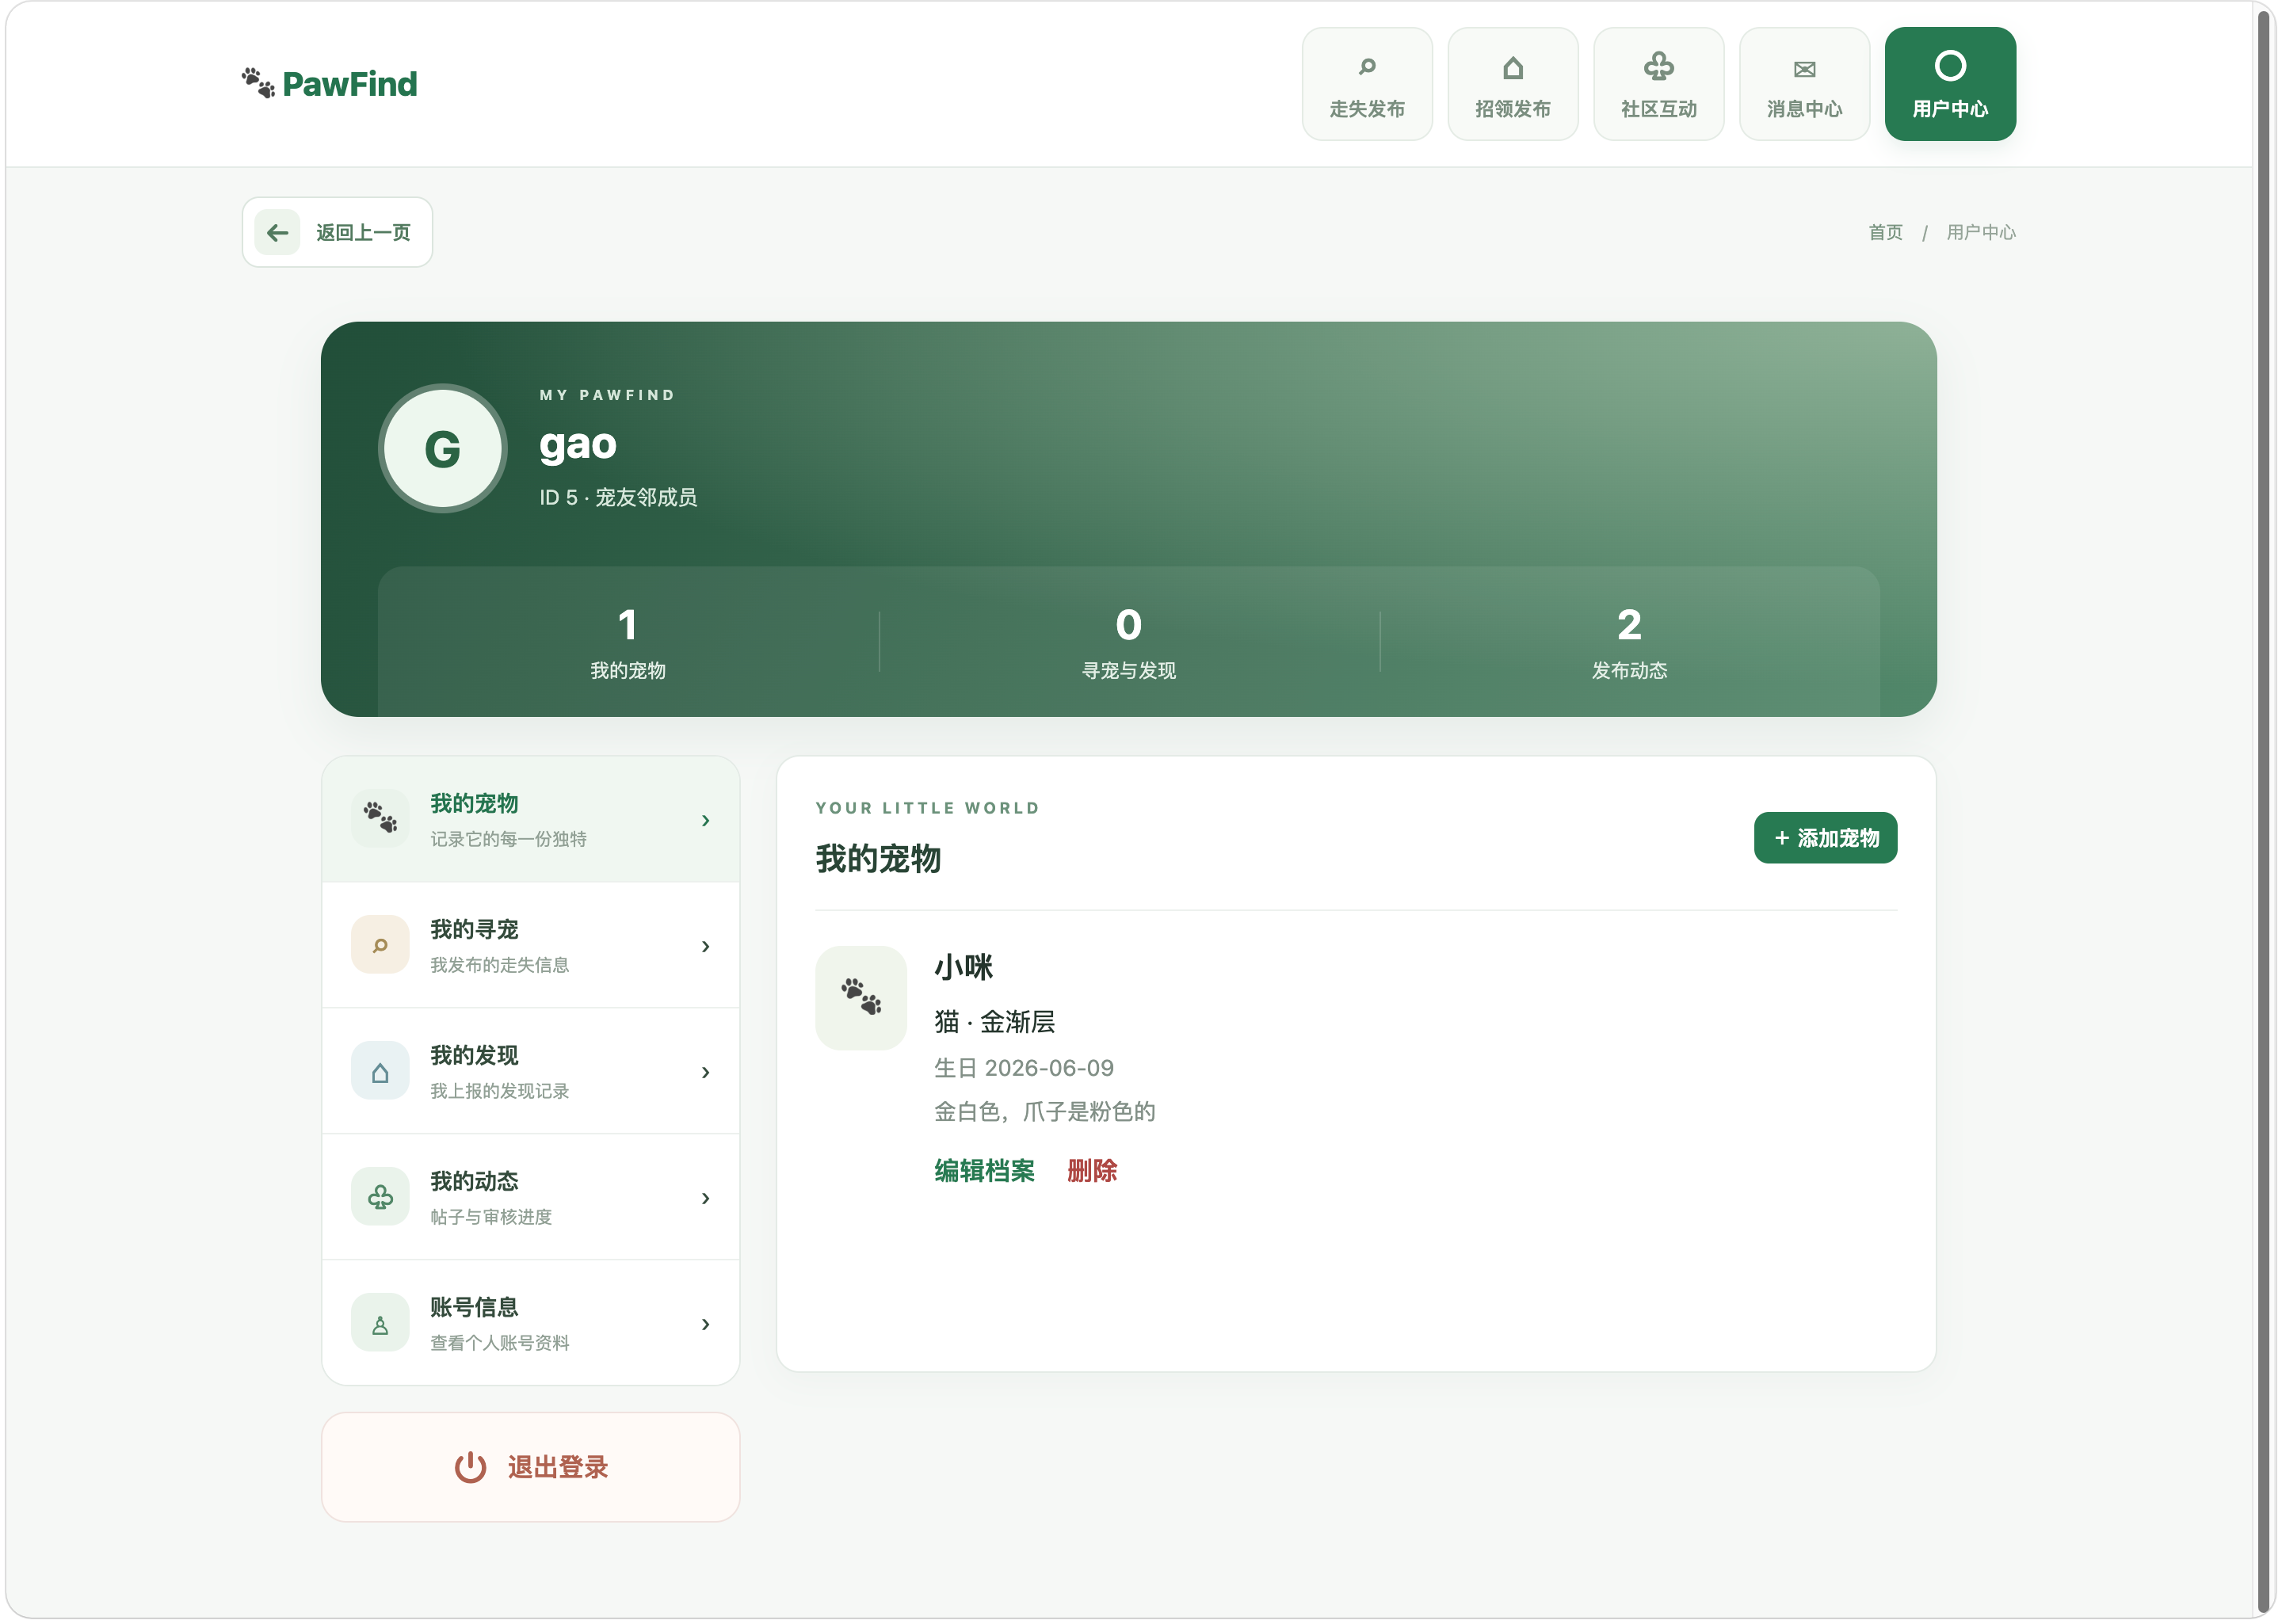 PawFind
走失发布
招领发布
社区互动
消息中心
用户中心
返回上一页
首页 / 用户中心
G
MY PAWFIND
gao
ID 5 · 宠友邻成员
1
我的宠物
0
寻宠与发现
2
发布动态
我的宠物
记录它的每一份独特
我的寻宠
我发布的走失信息
我的发现
我上报的发现记录
我的动态
帖子与审核进度
账号信息
查看个人账号资料
退出登录
YOUR LITTLE WORLD
我的宠物
+ 添加宠物
小咪
猫 · 金渐层
生日 2026-06-09
金白色，爪子是粉色的
编辑档案 删除